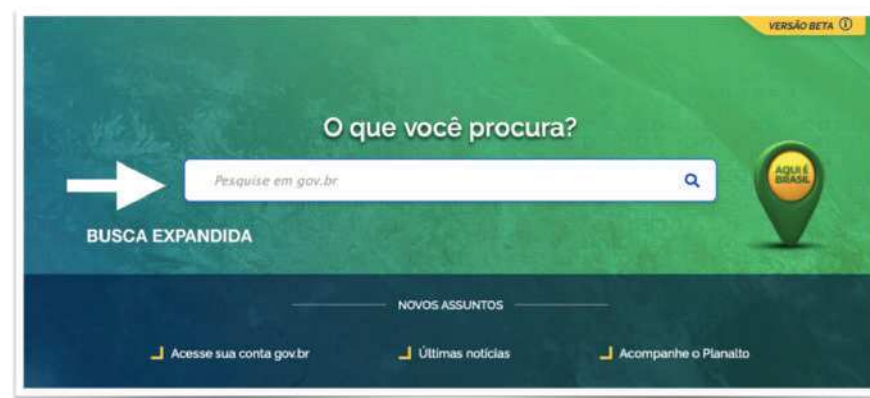 VERSÃO BETA
O que você procura?
Pesquise em gov.br
AQUI É
BRASIL
BUSCA EXPANDIDA
NOVOS ASSUNTOS
Acesse sua conta gov.br
Últimas notícias
Acompanhe o Planalto